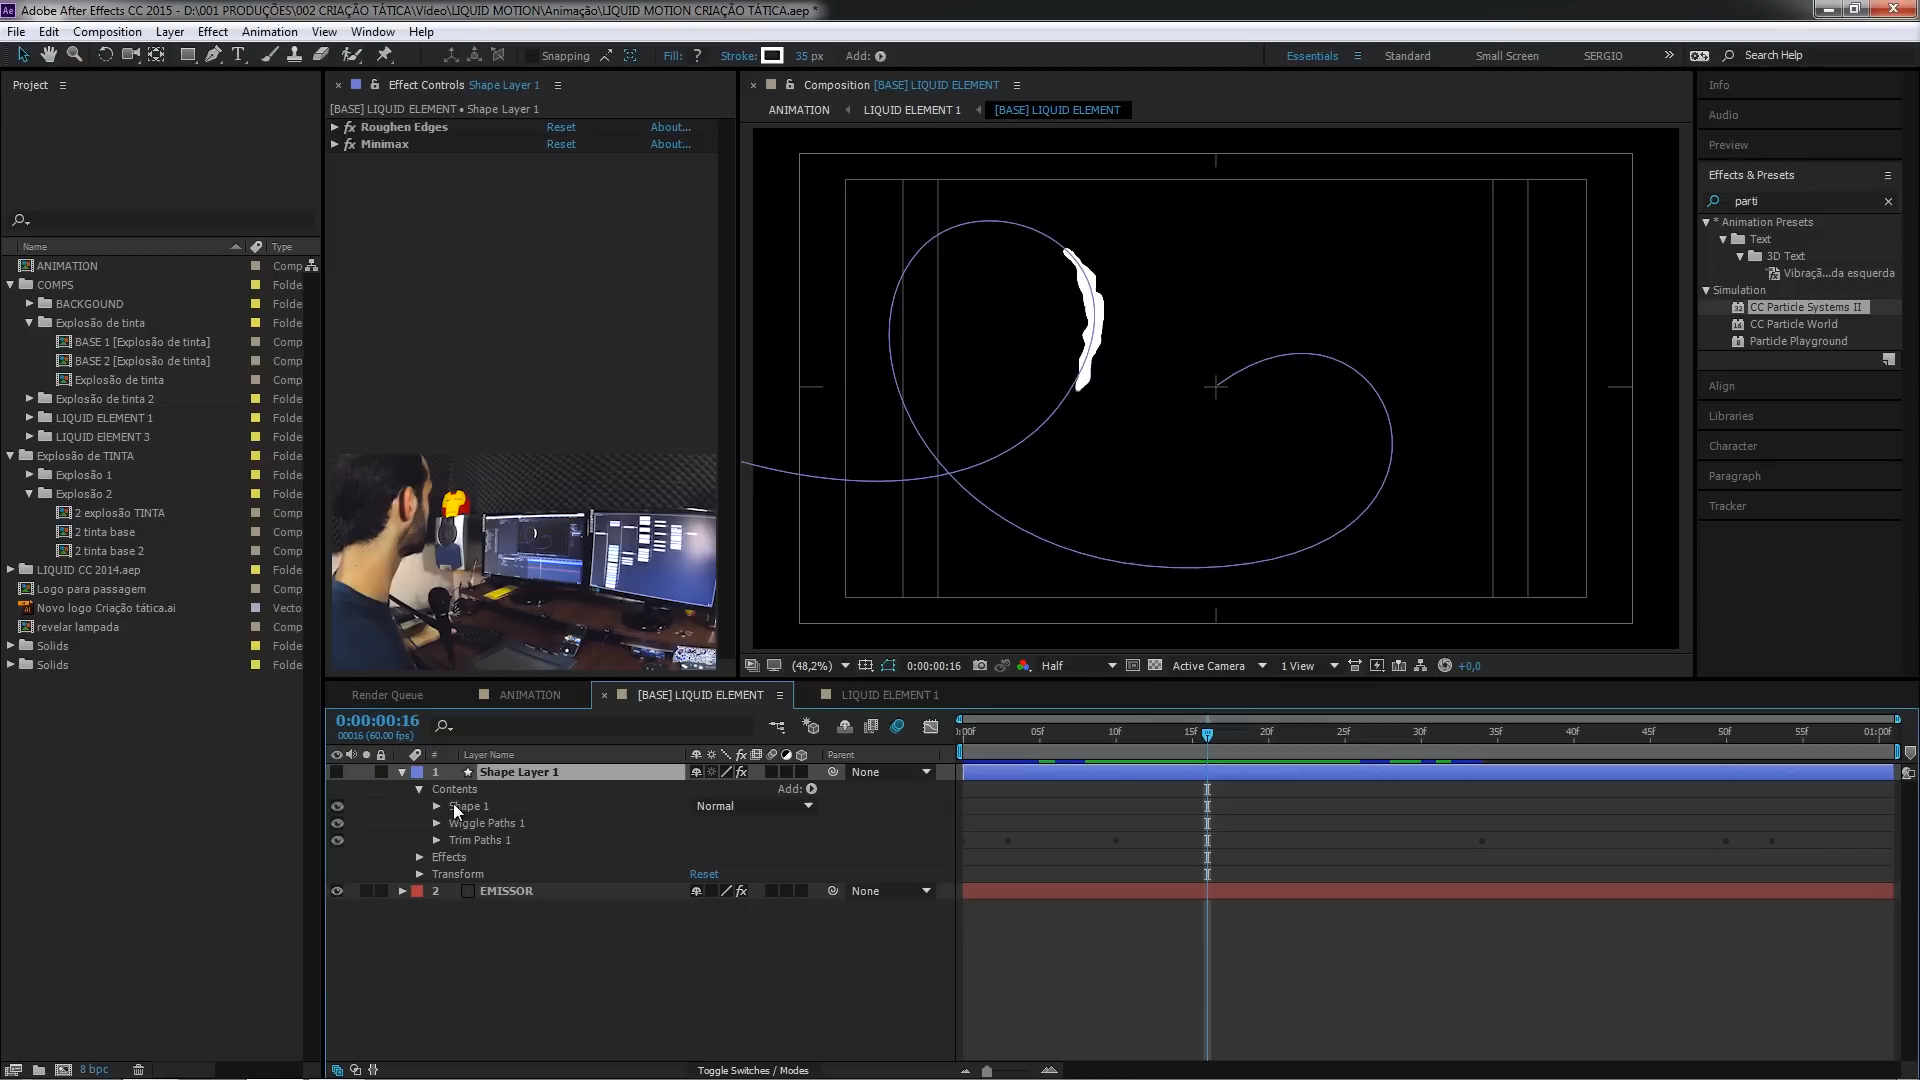 Adobe After Effects CC 2015 - D:\001 PRODUÇÕES\002 CRIAÇÃO TÁTICA\Vídeo\LIQUID MOTION\Animação\LIQUID MOTION CRIAÇÃO TÁTICA.aep *
File Edit Composition Layer Effect Animation View Window Help
Snapping Fill: ? Stroke: 35 px Add: Essentials Standard Small Screen SERGIO Search Help
Project
Name Type
ANIMATION Comp
COMPS Folde
BACKGOUND Folde
Explosão de tinta Folde
BASE 1 [Explosão de tinta] Comp
BASE 2 [Explosão de tinta] Comp
Explosão de tinta Comp
Explosão de tinta 2 Folde
LIQUID ELEMENT 1 Folde
LIQUID ElEMENT 3 Folde
Explosão de TINTA Folde
Explosão 1 Folde
Explosão 2 Folde
2 explosão TINTA Comp
2 tinta base Comp
2 tinta base 2 Comp
LIQUID CC 2014.aep Folde
Logo para passagem Comp
Novo logo Criação tática.ai Vecto
revelar lampada Comp
Solids Folde
Solids Folde
8 bpc
Effect Controls Shape Layer 1
[BASE] LIQUID ELEMENT • Shape Layer 1
fx Roughen Edges Reset About...
fx Minimax Reset About...
Composition [BASE] LIQUID ELEMENT
ANIMATION LIQUID ELEMENT 1 [BASE] LIQUID ELEMENT
(48,2%) 0:00:00:16 Half Active Camera 1 View +0,0
Info
Audio
Preview
Effects & Presets
parti
* Animation Presets
Text
3D Text
Vibraçã...da esquerda
Simulation
CC Particle Systems II
CC Particle World
Particle Playground
Align
Libraries
Character
Paragraph
Tracker
Render Queue ANIMATION [BASE] LIQUID ELEMENT LIQUID ELEMENT 1
0:00:00:16
00016 (60.00 fps)
:00F 05f 10f 15f 20f 25f 30f 35f 40f 45f 50f 55f 01:00F
# Layer Name fx Parent
1 Shape Layer 1 fx None
Contents Add:
Shape 1 Normal
Wiggle Paths 1
Trim Paths 1
Effects
Transform Reset
2 EMISSOR fx None
Toggle Switches / Modes